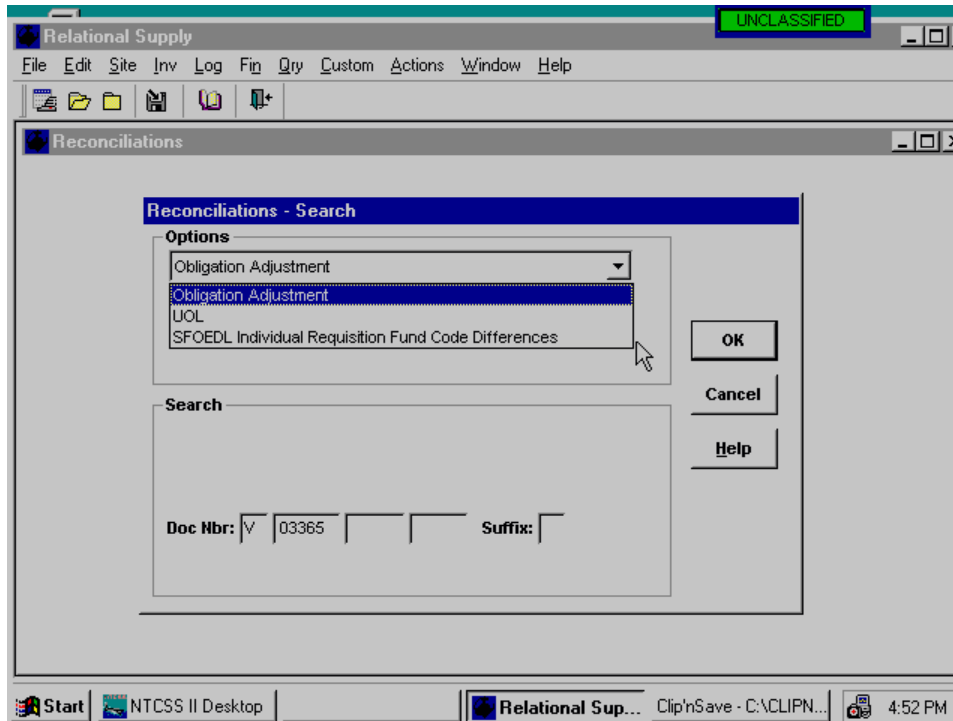 UNCLASSIFIED
Relational Supply
File Edit Site Inv Log Fin Qry Custom Actions Window Help
Reconciliations
Reconciliations - Search
Options
Obligation Adjustment
Obligation Adjustment
UOL
SFOEDL Individual Requisition Fund Code Differences
OK
Cancel
Help
Search
Doc Nbr: V 03365 Suffix:
Start NTCSS II Desktop Relational Sup... Clip'nSave - C:\CLIPN... 4:52 PM